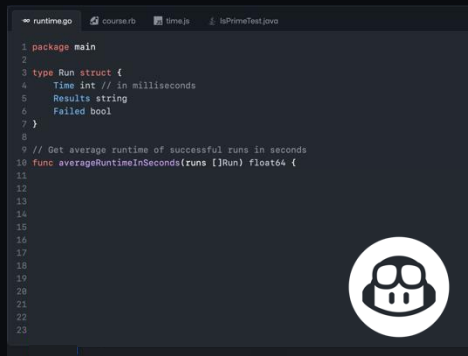 runtime.go course.rb time.js IsPrimeTest.java
1 package main
2
3 type Run struct {
4 Time int // in milliseconds
5 Results string
6 Failed bool
7 }
8
9 // Get average runtime of successful runs in seconds
10 func averageRuntimeInSeconds(runs []Run) float64 {
11
12
13
14
15
16
17
18
19
20
21
22
23